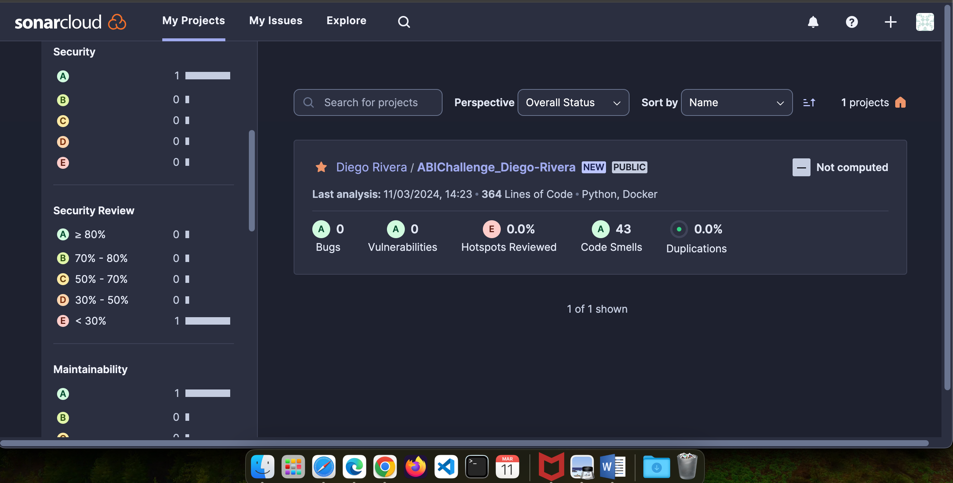 sonarcloud
My Projects
My Issues
Explore
Security
A 1
B 0
C 0
D 0
E 0
Security Review
A ≥ 80% 0
B 70% - 80% 0
C 50% - 70% 0
D 30% - 50% 0
E < 30% 1
Maintainability
A 1
B 0
Search for projects
Perspective Overall Status
Sort by Name
1 projects
Diego Rivera / ABIChallenge_Diego-Rivera NEW PUBLIC
Not computed
Last analysis: 11/03/2024, 14:23 • 364 Lines of Code • Python, Docker
A 0
Bugs
A 0
Vulnerabilities
E 0.0%
Hotspots Reviewed
A 43
Code Smells
0.0%
Duplications
1 of 1 shown
MAR
11
W